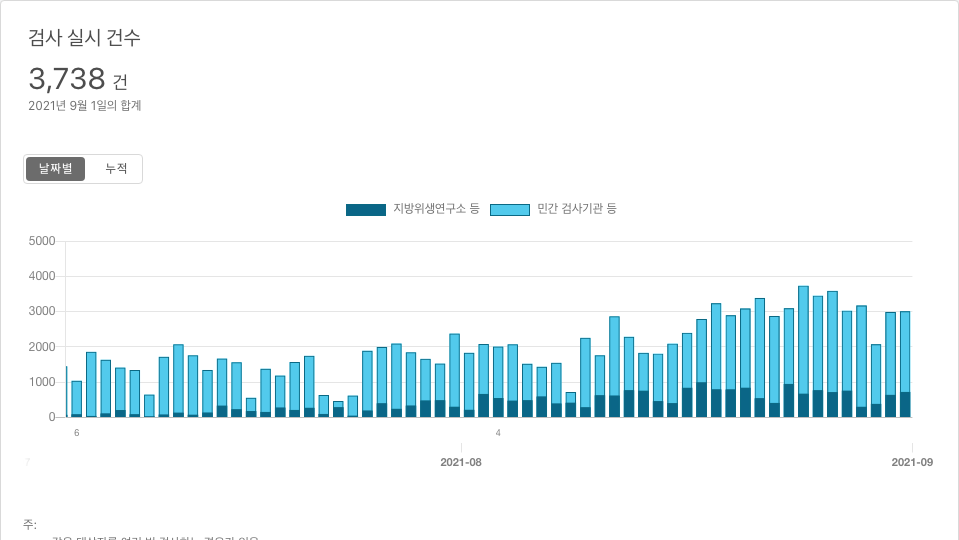 검사 실시 건수
3,738 건
2021년 9월 1일의 합계
날짜별 누적
지방위생연구소 등 민간 검사기관 등
5000
4000
3000
2000
1000
0
6 4
7 2021-08 2021-09
주: